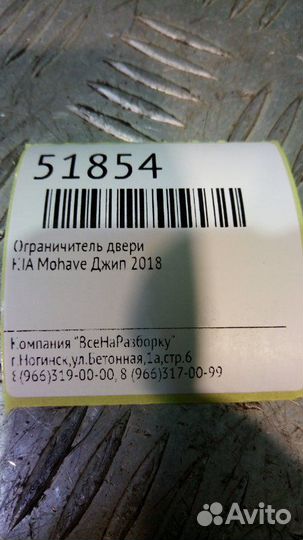 51854
Ограничитель двери
KIA Mohave Джип 2018
Компания "ВсеНаРазборку"
г.Ногинск,ул.Бетонная,1а,стр.6
8(966)319-00-00, 8 (966)317-00-99
Avito